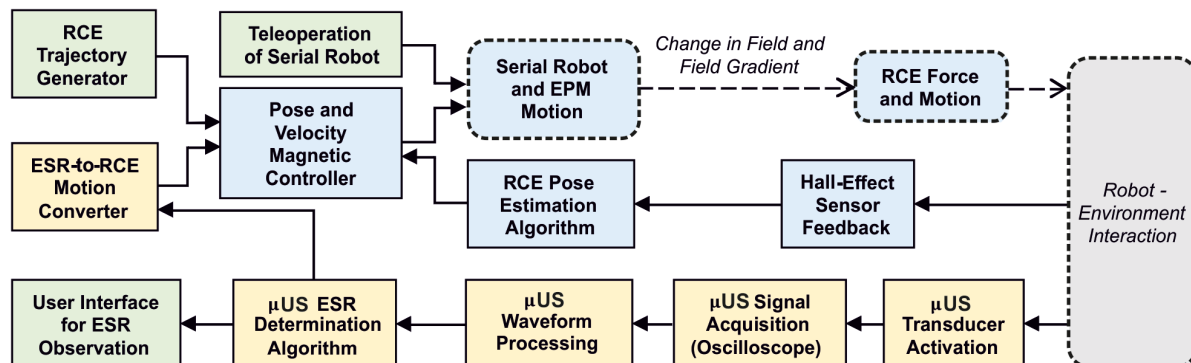 RCE
Trajectory
Generator
Teleoperation
of Serial Robot
Serial Robot
and EPM
Motion
Change in Field and
Field Gradient
RCE Force
and Motion
Pose and
Velocity
Magnetic
Controller
ESR-to-RCE
Motion
Converter
RCE Pose
Estimation
Algorithm
Hall-Effect
Sensor
Feedback
Robot -
Environment
Interaction
User Interface
for ESR
Observation
μUS ESR
Determination
Algorithm
μUS
Waveform
Processing
μUS Signal
Acquisition
(Oscilloscope)
μUS
Transducer
Activation